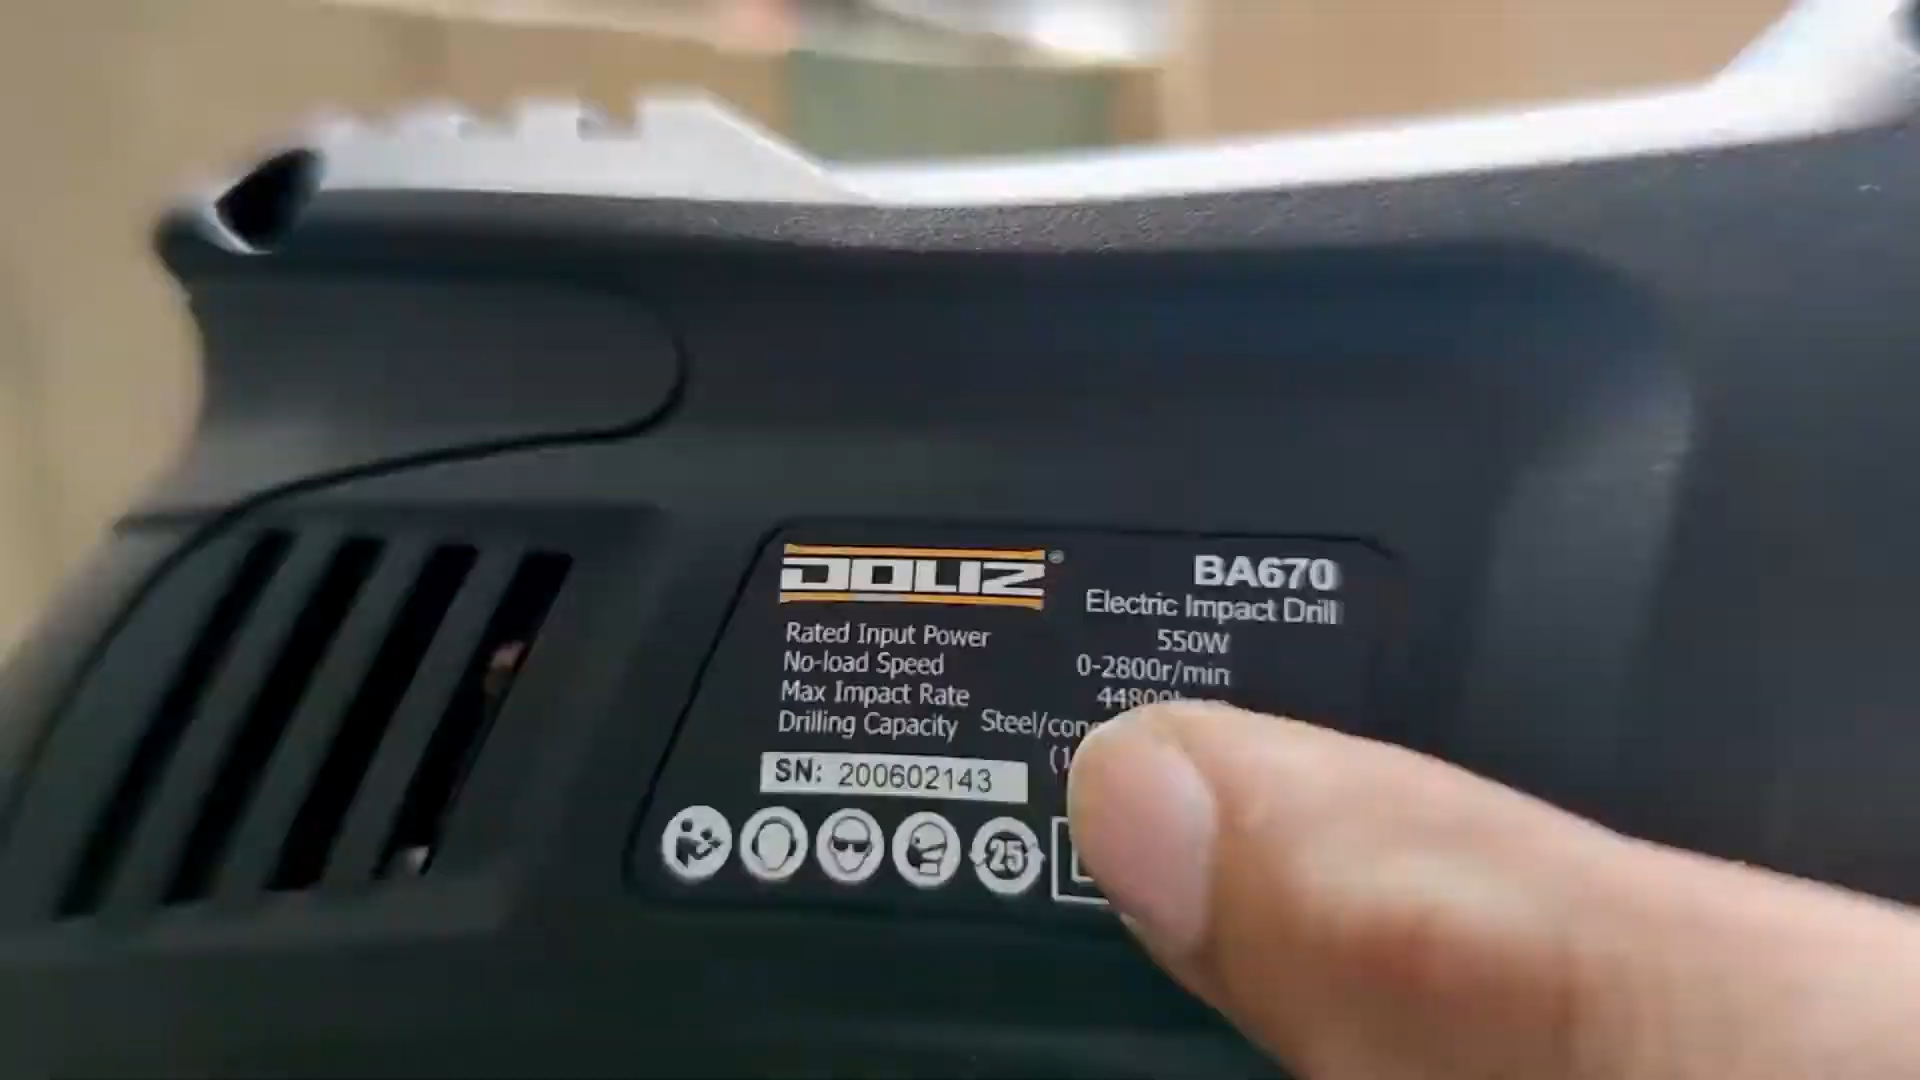 DOLIZ®
BA670
Electric Impact Drill
Rated Input Power 550W
No-load Speed 0-2800r/min
Max Impact Rate
Drilling Capacity
SN: 200602143
25